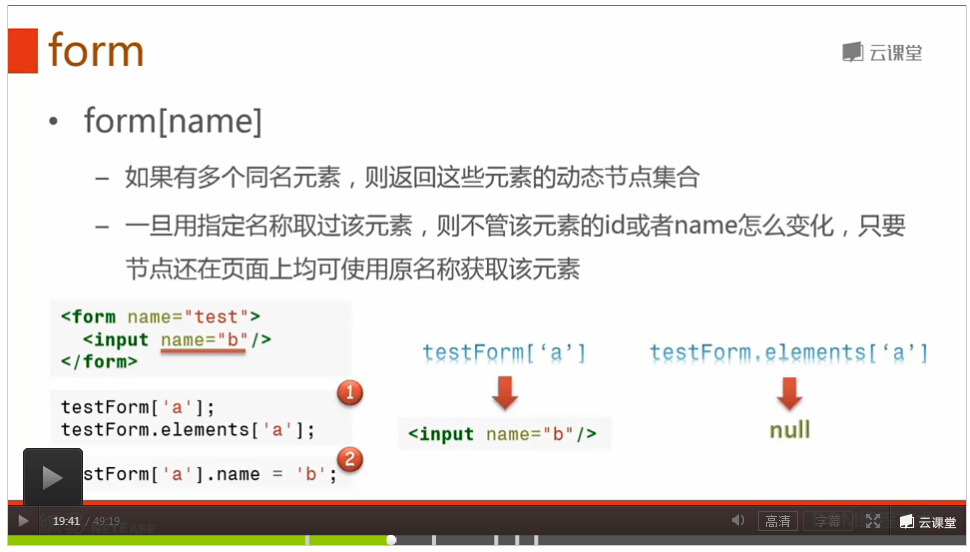 form
云课堂
• form[name]
– 如果有多个同名元素，则返回这些元素的动态节点集合
– 一旦用指定名称取过该元素，则不管该元素的id或者name怎么变化，只要
节点还在页面上均可使用原名称获取该元素
<form name="test">
<input name="b"/>
</form>
1
testForm['a'];
testForm.elements['a'];
2
stForm['a'].name = 'b';
testForm[‘a’]
<input name="b"/>
testForm.elements[‘a’]
null
19:41 / 49:19
高清
字幕
云课堂